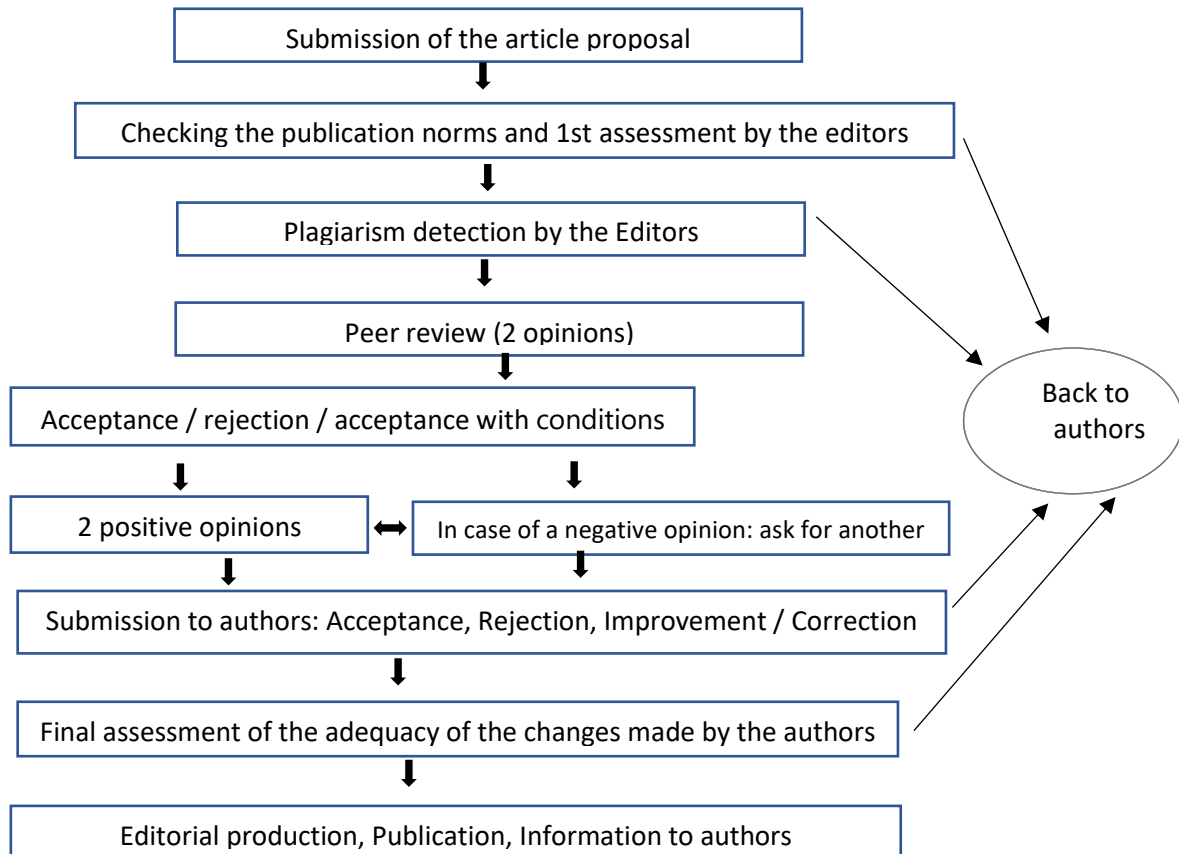 Submission of the article proposal
Checking the publication norms and 1st assessment by the editors
Plagiarism detection by the Editors
Peer review (2 opinions)
Back to
authors
Acceptance / rejection / acceptance with conditions
2 positive opinions
In case of a negative opinion: ask for another
Submission to authors: Acceptance, Rejection, Improvement / Correction
Final assessment of the adequacy of the changes made by the authors
Editorial production, Publication, Information to authors